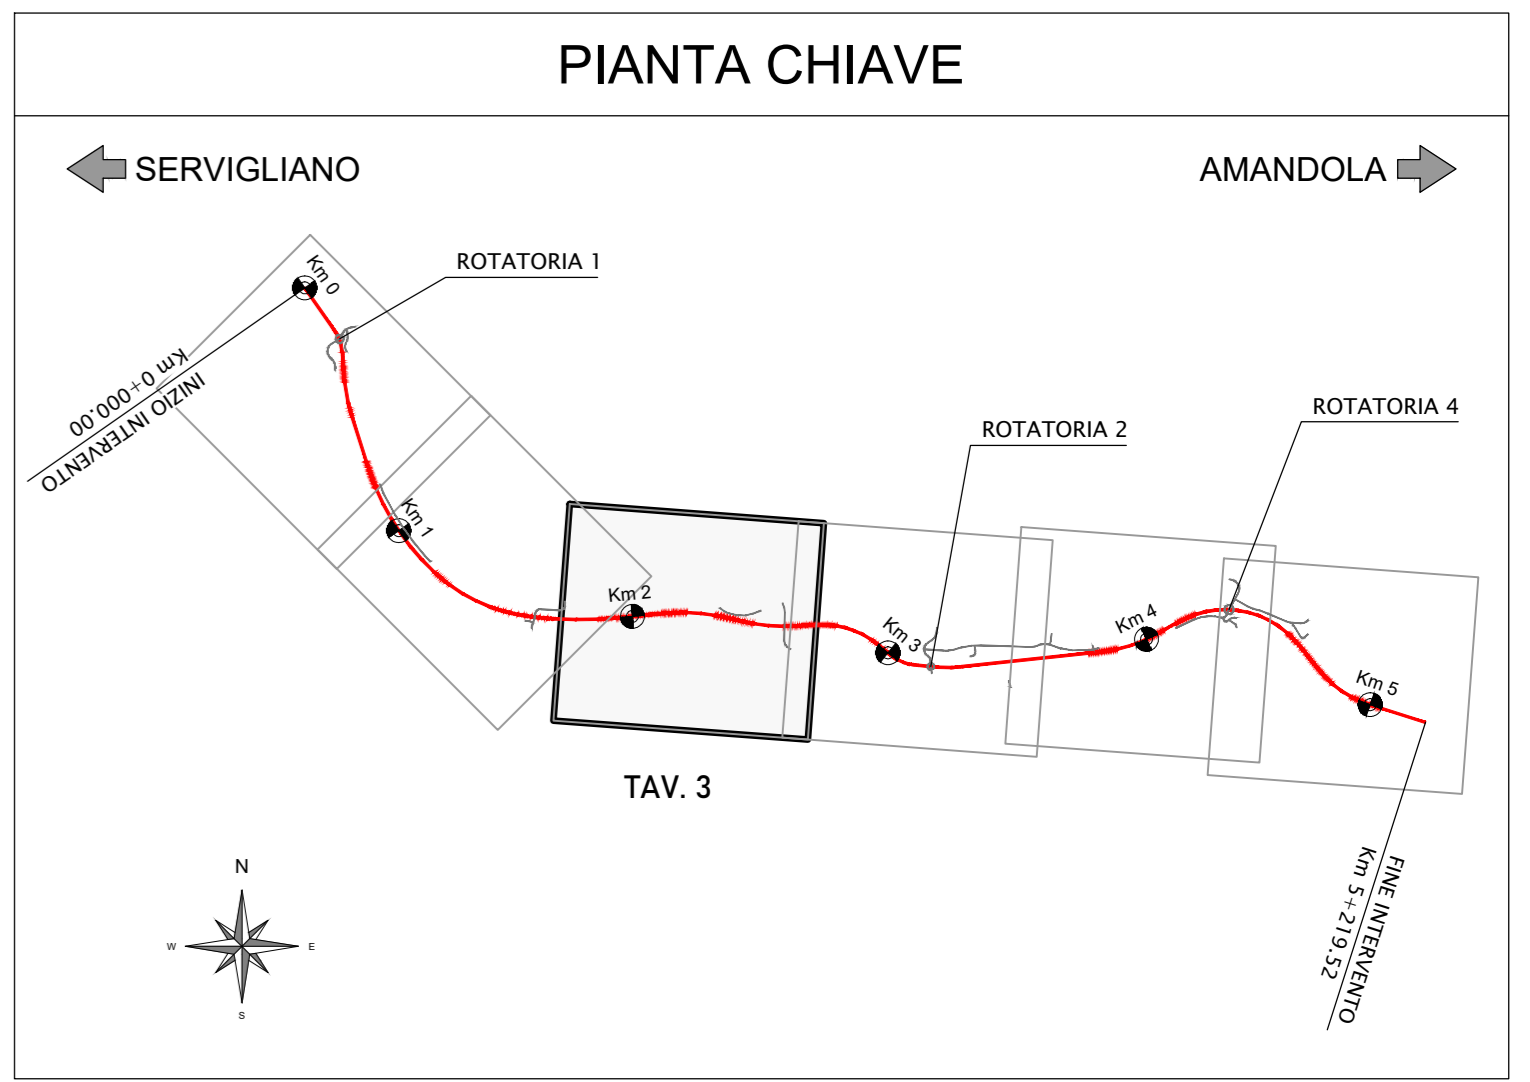 PIANTA CHIAVE
SERVIGLIANO
AMANDOLA
Km 0
ROTATORIA 1
Km 0+000.00
INIZIO INTERVENTO
ROTATORIA 4
ROTATORIA 2
Km 1
Km 2
Km 3
Km 4
Km 5
TAV. 3
FINE INTERVENTO
Km 5+219.52
N
W
E
S